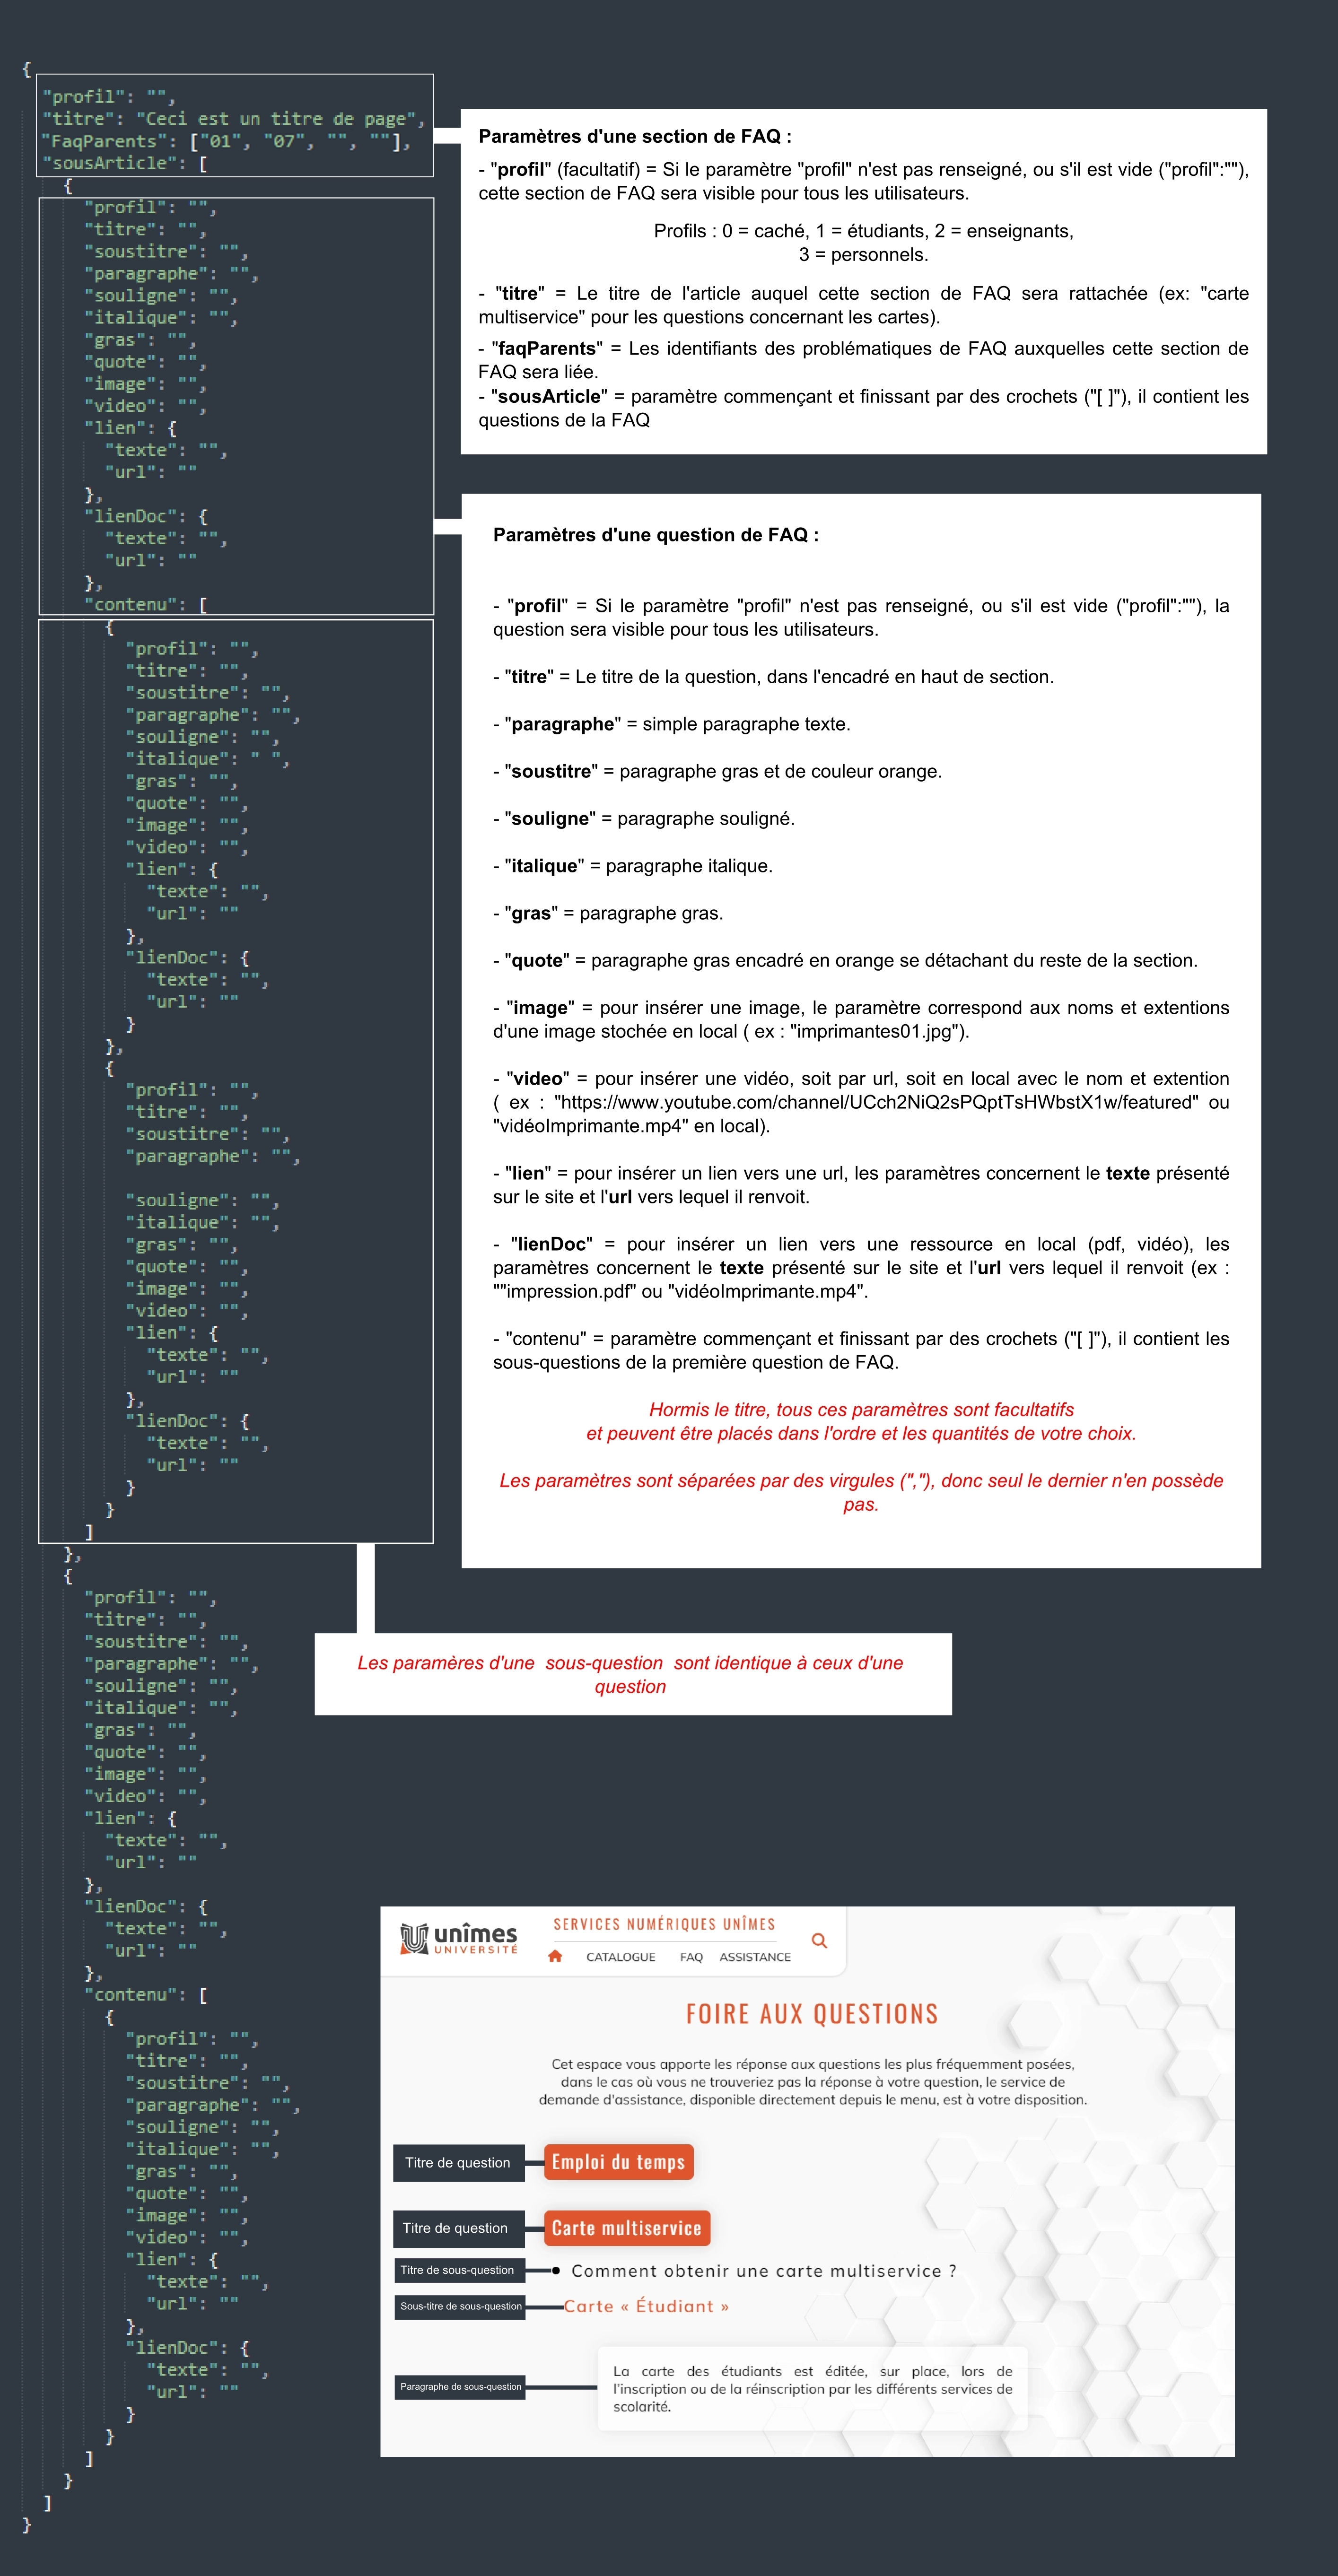 {
"profil": "",
"titre": "Ceci est un titre de page",
"FaqParents": ["01", "07", "", ""],
"sousArticle": [
{
"profil": "",
"titre": "",
"soustitre": "",
"paragraphe": "",
"souligne": "",
"italique": "",
"gras": "",
"quote": "",
"image": "",
"video": "",
"lien": {
"texte": "",
"url": ""
},
"lienDoc": {
"texte": "",
"url": ""
},
"contenu": [
{
"profil": "",
"titre": "",
"soustitre": "",
"paragraphe": "",
"souligne": "",
"italique": " ",
"gras": "",
"quote": "",
"image": "",
"video": "",
"lien": {
"texte": "",
"url": ""
},
"lienDoc": {
"texte": "",
"url": ""
}
},
{
"profil": "",
"titre": "",
"soustitre": "",
"paragraphe": "",
"souligne": "",
"italique": "",
"gras": "",
"quote": "",
"image": "",
"video": "",
"lien": {
"texte": "",
"url": ""
},
"lienDoc": {
"texte": "",
"url": ""
}
}
]
},
{
"profil": "",
"titre": "",
"soustitre": "",
"paragraphe": "",
"souligne": "",
"italique": "",
"gras": "",
"quote": "",
"image": "",
"video": "",
"lien": {
"texte": "",
"url": ""
},
"lienDoc": {
"texte": "",
"url": ""
},
"contenu": [
{
"profil": "",
"titre": "",
"soustitre": "",
"paragraphe": "",
"souligne": "",
"italique": "",
"gras": "",
"quote": "",
"image": "",
"video": "",
"lien": {
"texte": "",
"url": ""
},
"lienDoc": {
"texte": "",
"url": ""
}
}
]
}
]
}
Paramètres d'une section de FAQ :
- "profil" (facultatif) = Si le paramètre "profil" n'est pas renseigné, ou s'il est vide ("profil":""),
cette section de FAQ sera visible pour tous les utilisateurs.
Profils : 0 = caché, 1 = étudiants, 2 = enseignants,
3 = personnels.
- "titre" = Le titre de l'article auquel cette section de FAQ sera rattachée (ex: "carte
multiservice" pour les questions concernant les cartes).
- "faqParents" = Les identifiants des problématiques de FAQ auxquelles cette section de
FAQ sera liée.
- "sousArticle" = paramètre commençant et finissant par des crochets ("[ ]"), il contient les
questions de la FAQ
Paramètres d'une question de FAQ :
- "profil" = Si le paramètre "profil" n'est pas renseigné, ou s'il est vide ("profil":""), la
question sera visible pour tous les utilisateurs.
- "titre" = Le titre de la question, dans l'encadré en haut de section.
- "paragraphe" = simple paragraphe texte.
- "soustitre" = paragraphe gras et de couleur orange.
- "souligne" = paragraphe souligné.
- "italique" = paragraphe italique.
- "gras" = paragraphe gras.
- "quote" = paragraphe gras encadré en orange se détachant du reste de la section.
- "image" = pour insérer une image, le paramètre correspond aux noms et extentions
d'une image stochée en local ( ex : "imprimantes01.jpg").
- "video" = pour insérer une vidéo, soit par url, soit en local avec le nom et extention
( ex : "https://www.youtube.com/channel/UCch2NiQ2sPQptTsHWbstX1w/featured" ou
"vidéoImprimante.mp4" en local).
- "lien" = pour insérer un lien vers une url, les paramètres concernent le texte présenté
sur le site et l'url vers lequel il renvoit.
- "lienDoc" = pour insérer un lien vers une ressource en local (pdf, vidéo), les
paramètres concernent le texte présenté sur le site et l'url vers lequel il renvoit (ex :
""impression.pdf" ou "vidéoImprimante.mp4".
- "contenu" = paramètre commençant et finissant par des crochets ("[ ]"), il contient les
sous-questions de la première question de FAQ.
Hormis le titre, tous ces paramètres sont facultatifs
et peuvent être placés dans l'ordre et les quantités de votre choix.
Les paramètres sont séparées par des virgules (","), donc seul le dernier n'en possède
pas.
Les paramères d'une sous-question sont identique à ceux d'une
question
unîmes
UNIVERSITÉ
SERVICES NUMÉRIQUES UNÎMES
CATALOGUE FAQ ASSISTANCE
FOIRE AUX QUESTIONS
Cet espace vous apporte les réponse aux questions les plus fréquemment posées,
dans le cas où vous ne trouveriez pas la réponse à votre question, le service de
demande d'assistance, disponible directement depuis le menu, est à votre disposition.
Titre de question
Emploi du temps
Titre de question
Carte multiservice
Titre de sous-question
Comment obtenir une carte multiservice ?
Sous-titre de sous-question
Carte « Étudiant »
Paragraphe de sous-question
La carte des étudiants est éditée, sur place, lors de
l'inscription ou de la réinscription par les différents services de
scolarité.